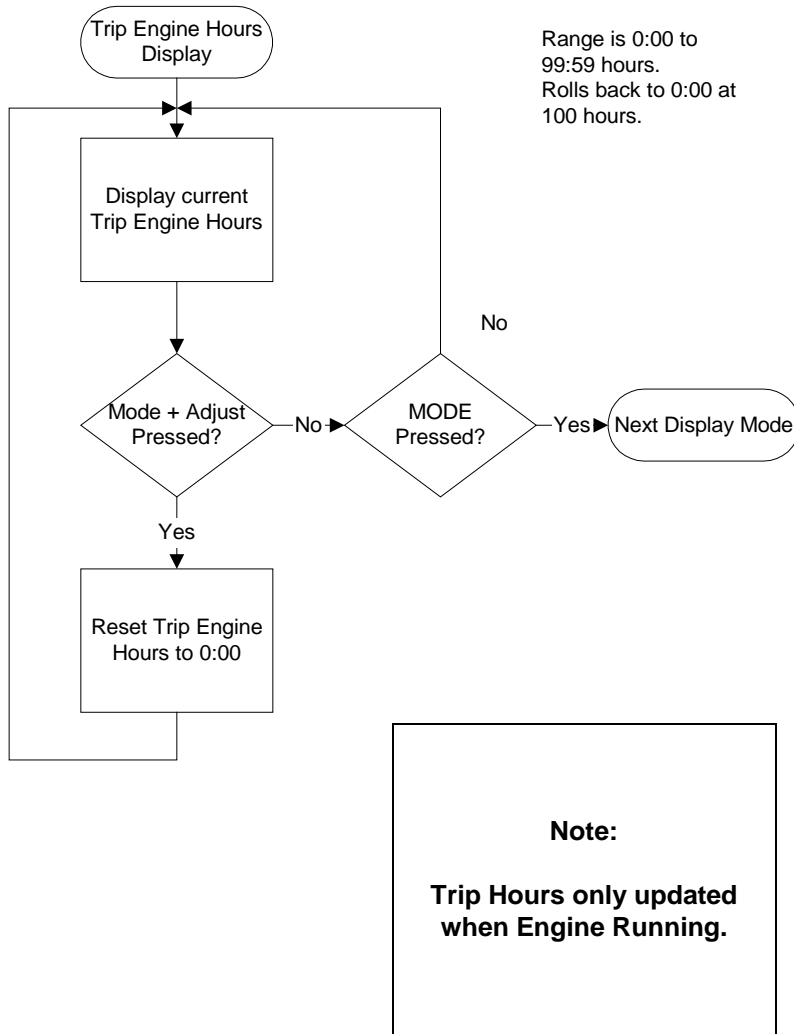 Trip Engine Hours
Display
Range is 0:00 to
99:59 hours.
Rolls back to 0:00 at
100 hours.
Display current
Trip Engine Hours
No
Mode + Adjust
Pressed?
No
MODE
Pressed?
Yes
Next Display Mode
Yes
Reset Trip Engine
Hours to 0:00
Note:
Trip Hours only updated
when Engine Running.